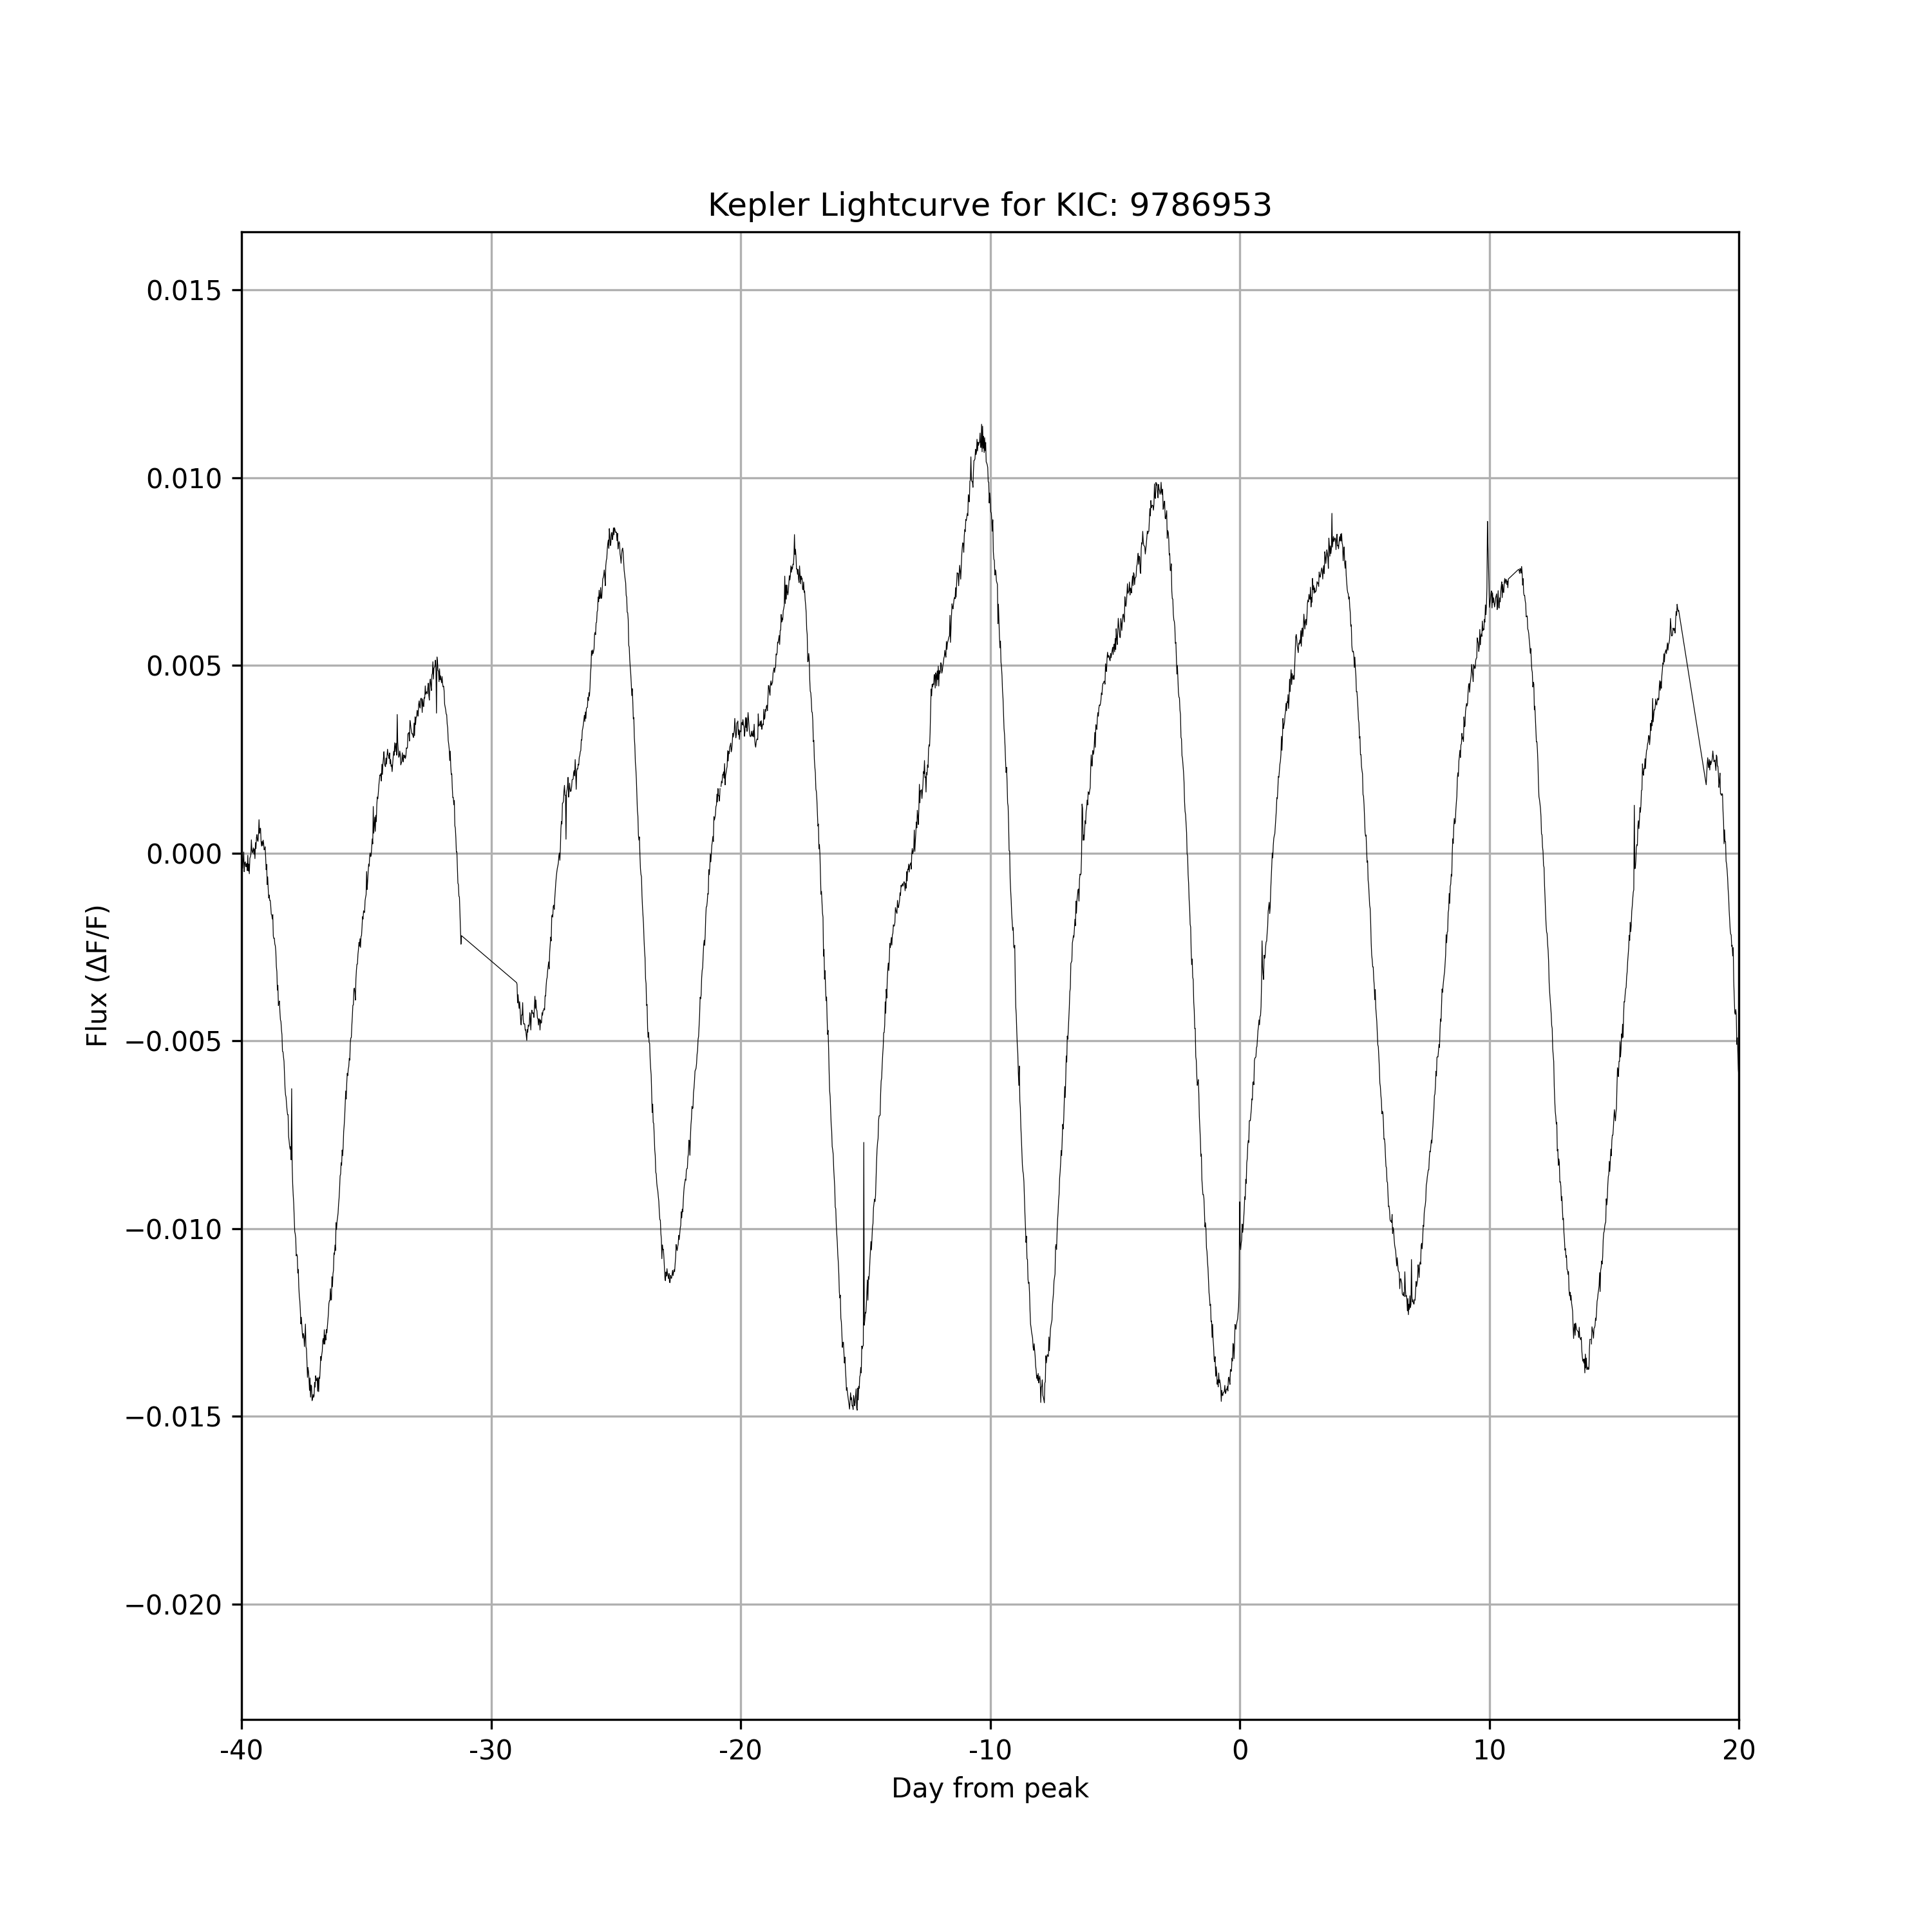 Kepler Lightcurve for KIC: 9786953
0.015
0.010
0.005
0.000
−0.005
−0.010
−0.015
−0.020
Flux (ΔF/F)
-40 -30 -20 -10 0 10 20
Day from peak